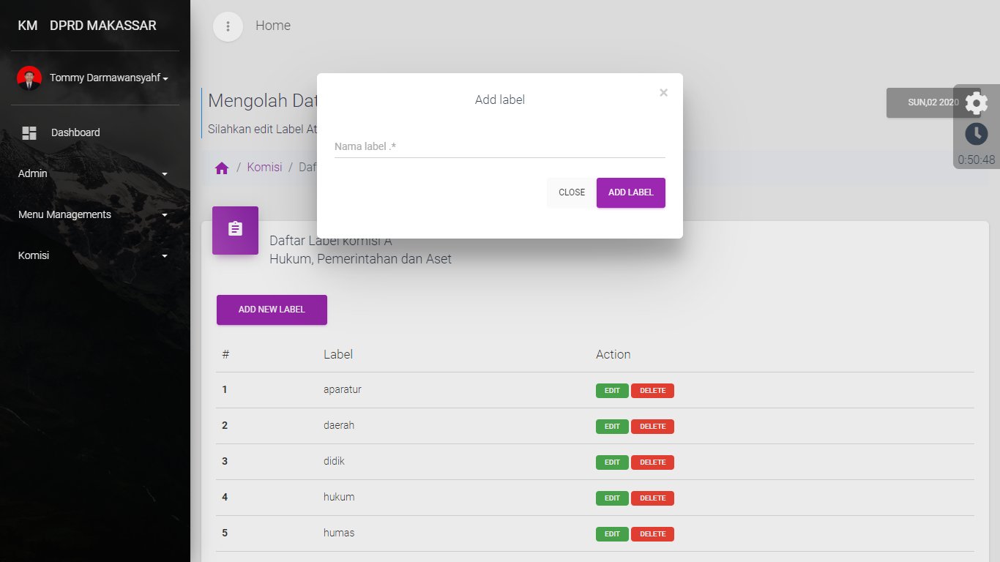 KM DPRD MAKASSAR
Tommy Darmawansyahf
Dashboard
Admin
Menu Managements
Komisi
Home
Mengolah Dat
Silahkan edit Label At
SUN,02 2020
0:50:48
/ Komisi / Daf
Add label
×
Nama label .*
CLOSE
ADD LABEL
Daftar Label komisi A
Hukum, Pemerintahan dan Aset
ADD NEW LABEL
# Label Action
1 aparatur EDIT DELETE
2 daerah EDIT DELETE
3 didik EDIT DELETE
4 hukum EDIT DELETE
5 humas EDIT DELETE